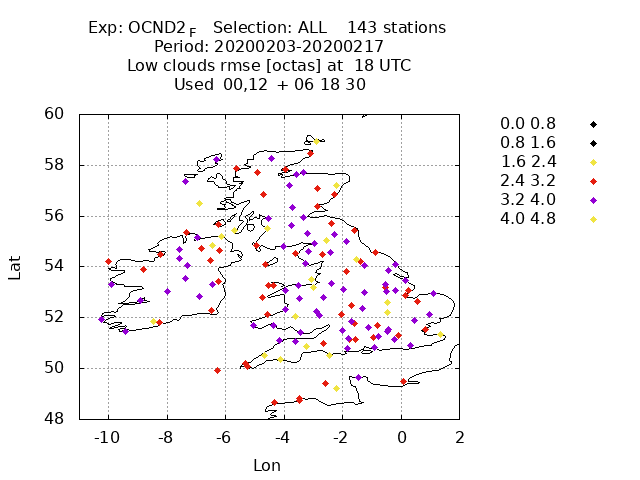 Exp: OCND2 F   Selection: ALL    143 stations
Period: 20200203-20200217
Low clouds rmse [octas] at  18 UTC
Used  00,12  + 06 18 30
60
58
56
54
52
50
48
Lat
-10 -8 -6 -4 -2 0 2
Lon
0.0 0.8
0.8 1.6
1.6 2.4
2.4 3.2
3.2 4.0
4.0 4.8